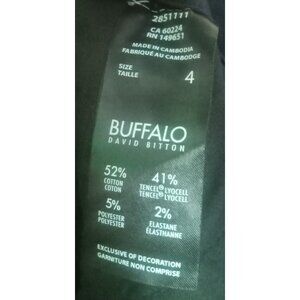 2851111
CA 60224
RN 149651
MADE IN CAMBODIA
FABRIQUÉ AU CAMBODGE
SIZE
TAILLE
4
BUFFALO
DAVID BITTON
52%
COTTON
COTON
41%
TENCEL® LYOCELL
TENCEL® LYOCELL
5%
POLYESTER
POLYESTER
2%
ELASTANE
ÉLASTHANNE
EXCLUSIVE OF DECORATION
GARNITURE NON COMPRISE